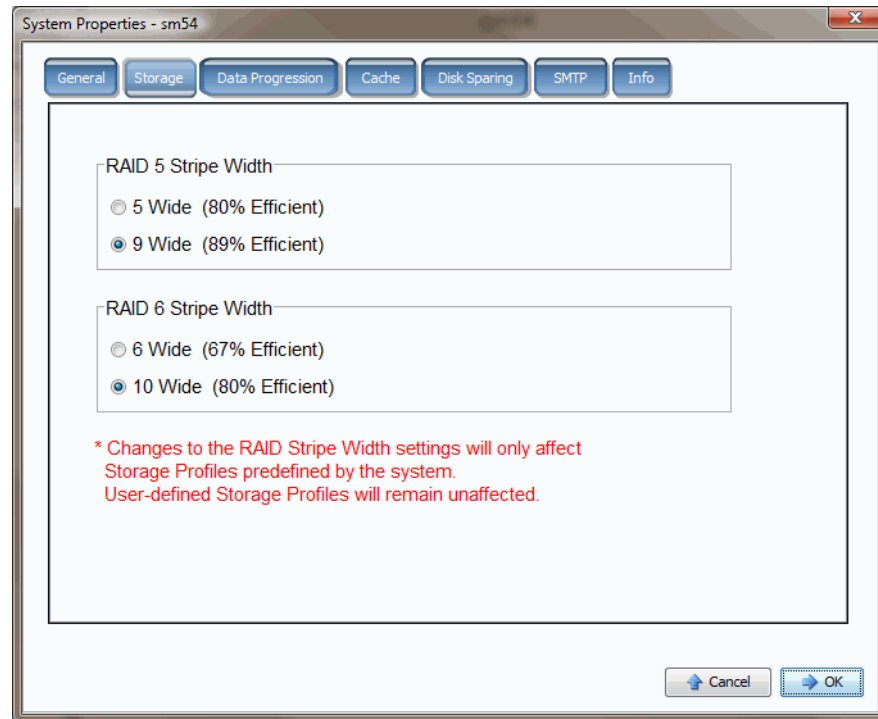 System Properties - sm54
General Storage Data Progression Cache Disk Sparing SMTP Info
RAID 5 Stripe Width
5 Wide (80% Efficient)
9 Wide (89% Efficient)
RAID 6 Stripe Width
6 Wide (67% Efficient)
10 Wide (80% Efficient)
* Changes to the RAID Stripe Width settings will only affect
Storage Profiles predefined by the system.
User-defined Storage Profiles will remain unaffected.
Cancel OK